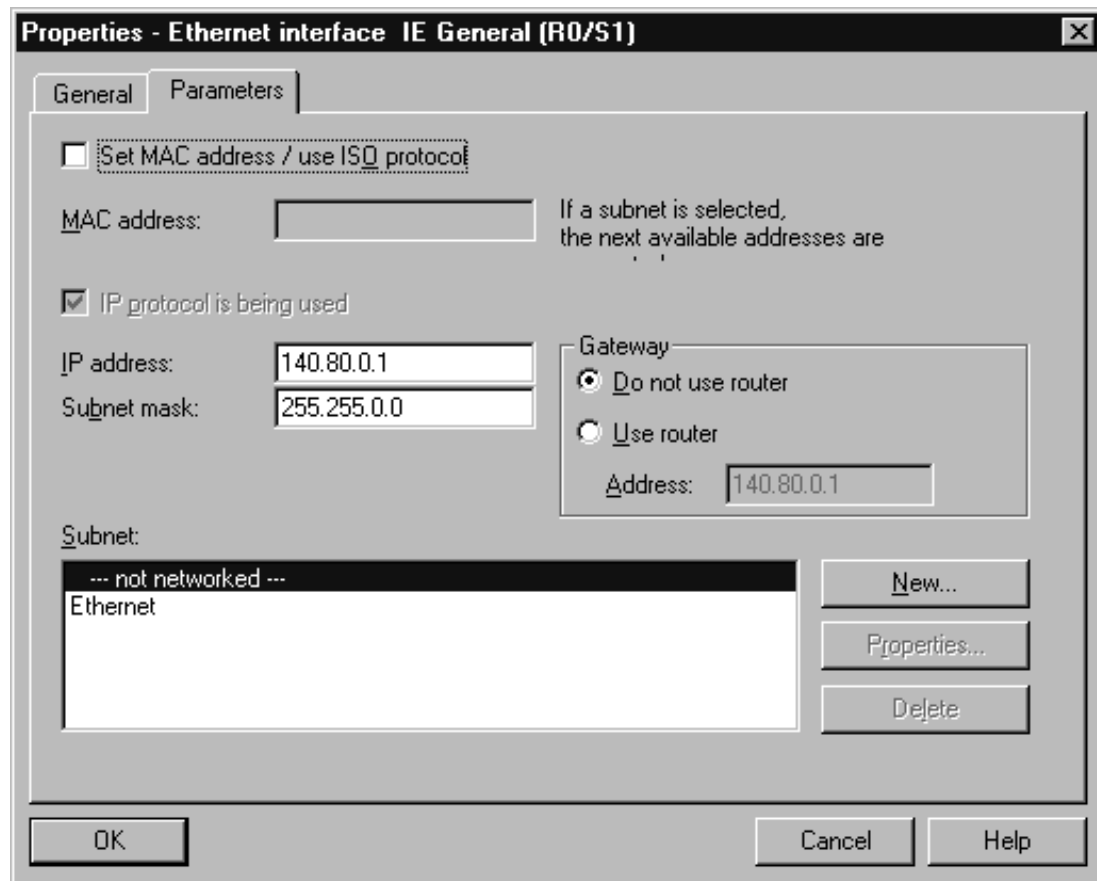 Properties - Ethernet interface IE General (R0/S1)
General Parameters
Set MAC address / use ISO protocol
MAC address:
If a subnet is selected,
the next available addresses are
IP protocol is being used
IP address: 140.80.0.1
Subnet mask: 255.255.0.0
Gateway
Do not use router
Use router
Address: 140.80.0.1
Subnet:
--- not networked ---
Ethernet
New...
Properties...
Delete
OK Cancel Help